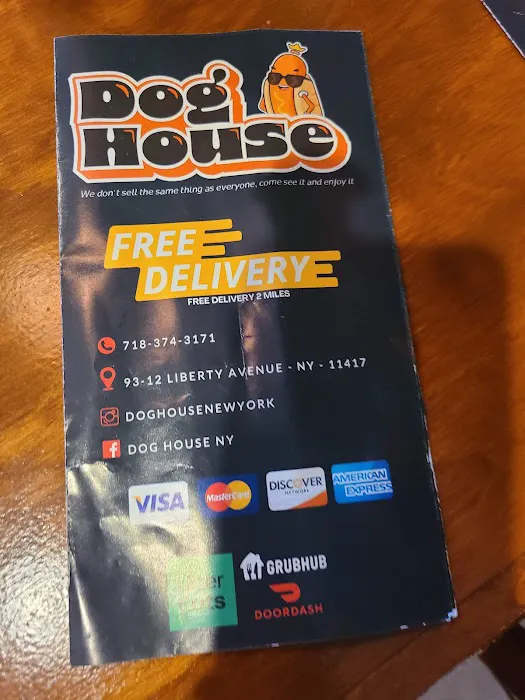 Dog
House
We don't sell the same thing as everyone, come see it and enjoy it
FREE
DELIVERY
FREE DELIVERY 2 MILES
718-374-3171
93-12 LIBERTY AVENUE - NY - 11417
DOGHOUSENEWYORK
DOG HOUSE NY
VISA
MasterCard
DISCOVER
NETWORK
AMERICAN
EXPRESS
GRUBHUB
DOORDASH